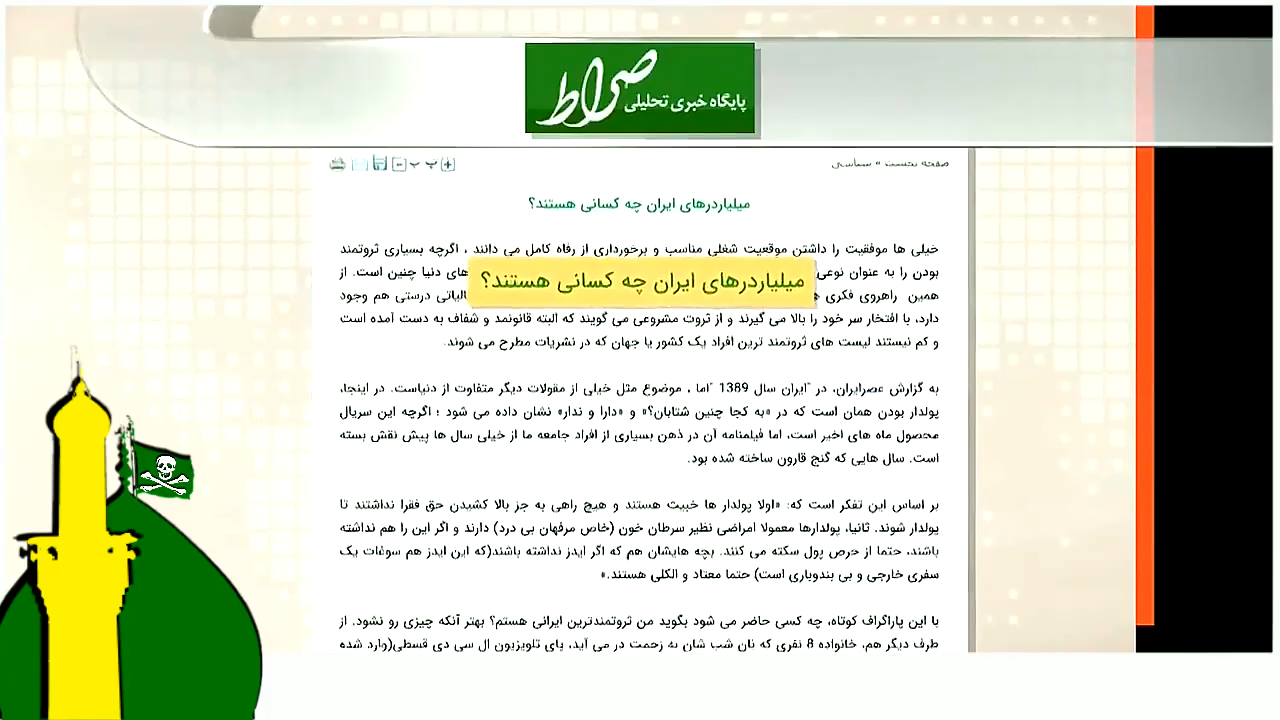 صراط
پایگاه خبری تحلیلی
صفحه نخست » سیاسی
میلیاردرهای ایران چه کسانی هستند؟
خیلی ها موفقیت را داشتن موقعیت شغلی مناسب و برخورداری از رفاه کامل می دانند ، اگرچه بسیاری ثروتمند
بودن را به عنوان نوعی های دنیا چنین است. از
میلیاردرهای ایران چه کسانی هستند؟
همین راهروی فکری مالیاتی درستی هم وجود
دارد، با افتخار سر خود را بالا می گیرند و از ثروت مشروعی می گویند که البته قانونمند و شفاف به دست آمده است
و کم نیستند لیست های ثروتمند ترین افراد یک کشور یا جهان که در نشریات مطرح می شوند.
به گزارش عصرایران، در "ایران سال 1389 "اما ، موضوع مثل خیلی از مقولات دیگر متفاوت از دنیاست. در اینجا،
پولدار بودن همان است که در «به کجا چنین شتابان؟» و «دارا و ندار» نشان داده می شود ؛ اگرچه این سریال
محصول ماه های اخیر است، اما فیلمنامه آن در ذهن بسیاری از افراد جامعه ما از خیلی سال ها پیش نقش بسته
است. سال هایی که گنج قارون ساخته شده بود.
بر اساس این تفکر است که: «اولا پولدار ها خبیث هستند و هیچ راهی به جز بالا کشیدن حق فقرا نداشتند تا
پولدار شوند. ثانیا، پولدارها معمولا امراضی نظیر سرطان خون (خاص مرفهان بی درد) دارند و اگر این را هم نداشته
باشند، حتما از حرص پول سکته می کنند. بچه هایشان هم که اگر ایدز نداشته باشند(که این ایدز هم سوغات یک
سفری خارجی و بی بندوباری است) حتما معتاد و الکلی هستند.»
با این پاراگراف کوتاه، چه کسی حاضر می شود بگوید من ثروتمندترین ایرانی هستم؟ بهتر آنکه چیزی رو نشود. از
طرف دیگر هم، خانواده 8 نفری که نان شب شان به زحمت در می آید، پای تلویزیون ال سی دی قسطی(وارد شده